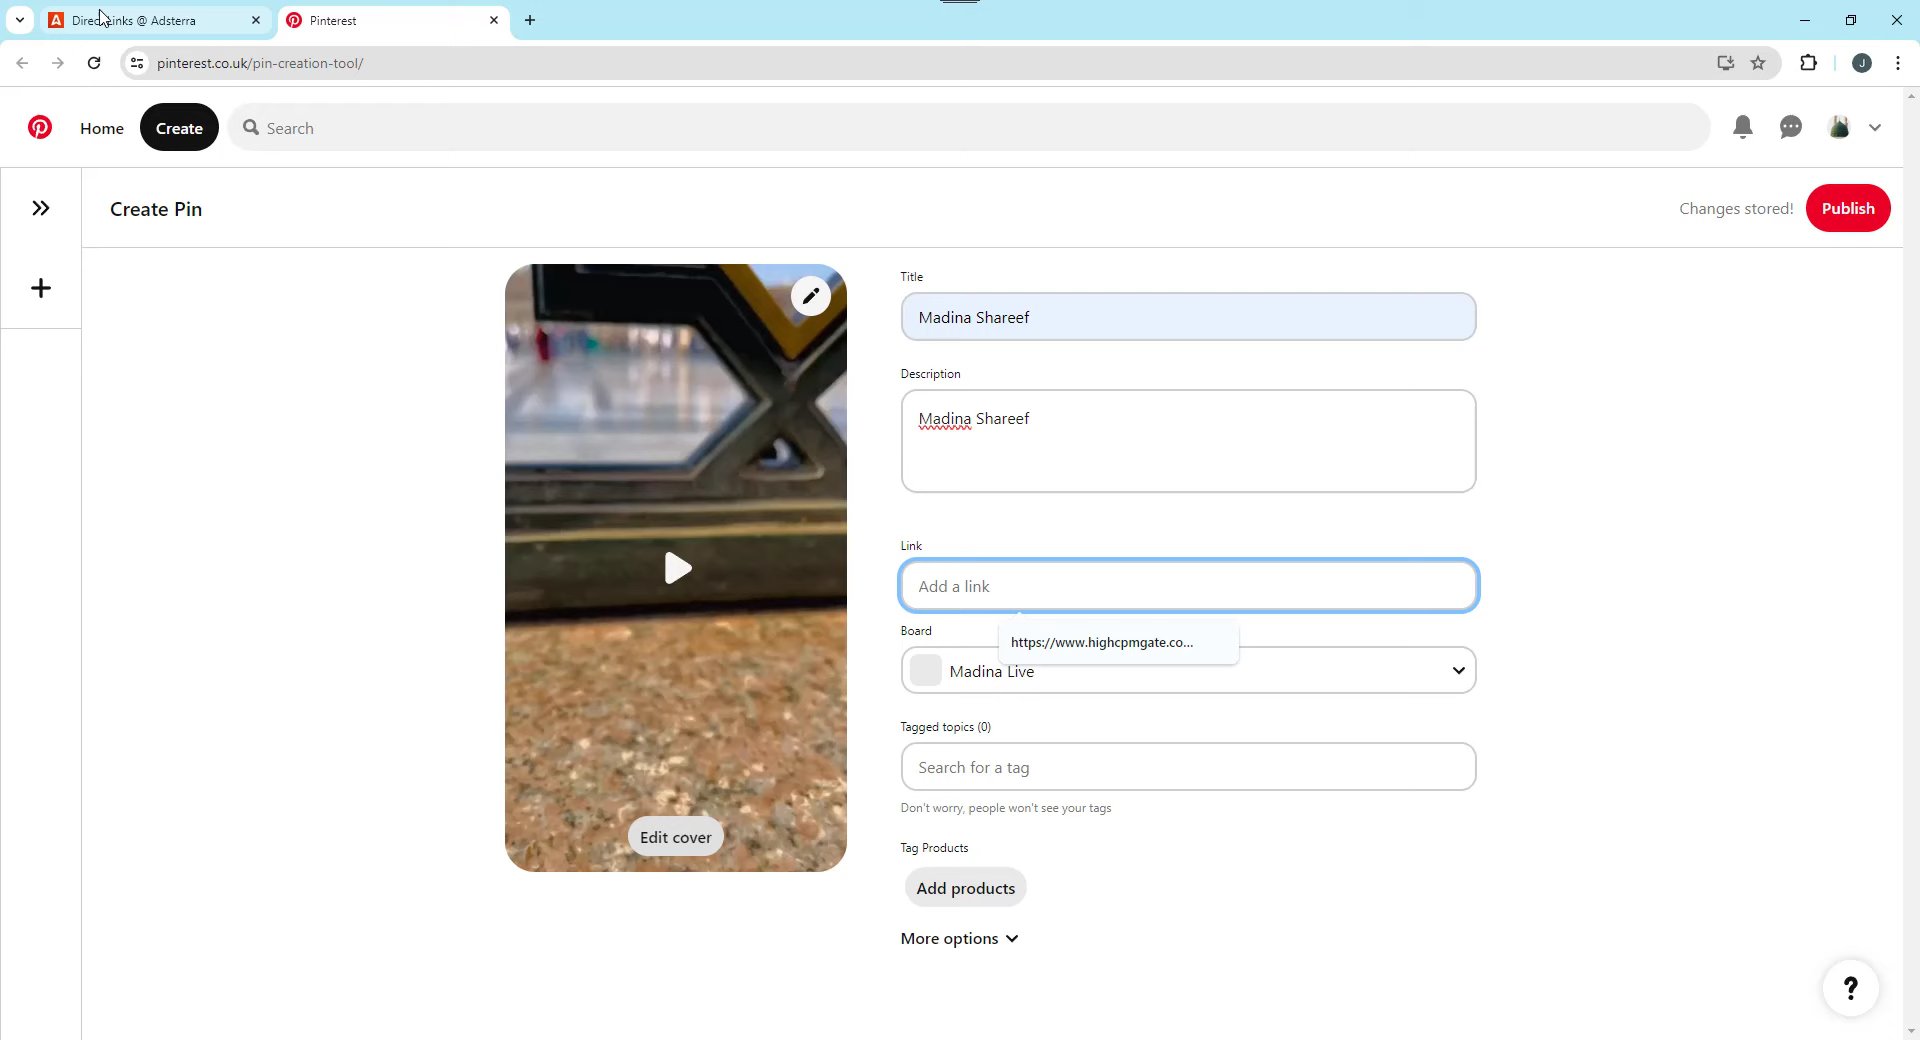 Direct Links @ Adsterra
Pinterest
pinterest.co.uk/pin-creation-tool/
J
Home
Create
Search
Create Pin
Changes stored!
Publish
Title
Madina Shareef
Description
Madina Shareef
Link
Add a link
https://www.highcpmgate.co...
Board
Madina Live
Tagged topics (0)
Search for a tag
Don't worry, people won't see your tags
Tag Products
Add products
More options
Edit cover
?